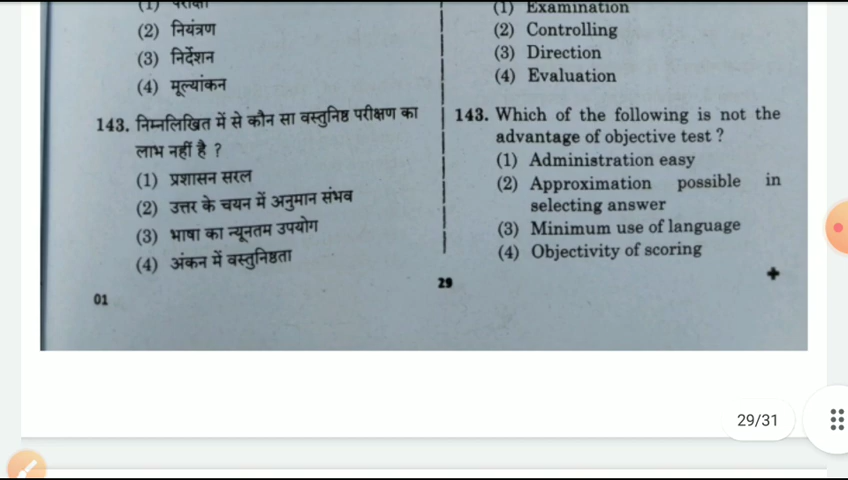 (1) परीक्षा
(2) नियंत्रण
(3) निर्देशन
(4) मूल्यांकन
143. निम्नलिखित में से कौन सा वस्तुनिष्ठ परीक्षण का
लाभ नहीं है ?
(1) प्रशासन सरल
(2) उत्तर के चयन में अनुमान संभव
(3) भाषा का न्यूनतम उपयोग
(4) अंकन में वस्तुनिष्ठता
01
(1) Examination
(2) Controlling
(3) Direction
(4) Evaluation
143. Which of the following is not the
advantage of objective test ?
(1) Administration easy
(2) Approximation possible in
selecting answer
(3) Minimum use of language
(4) Objectivity of scoring
29
29/31